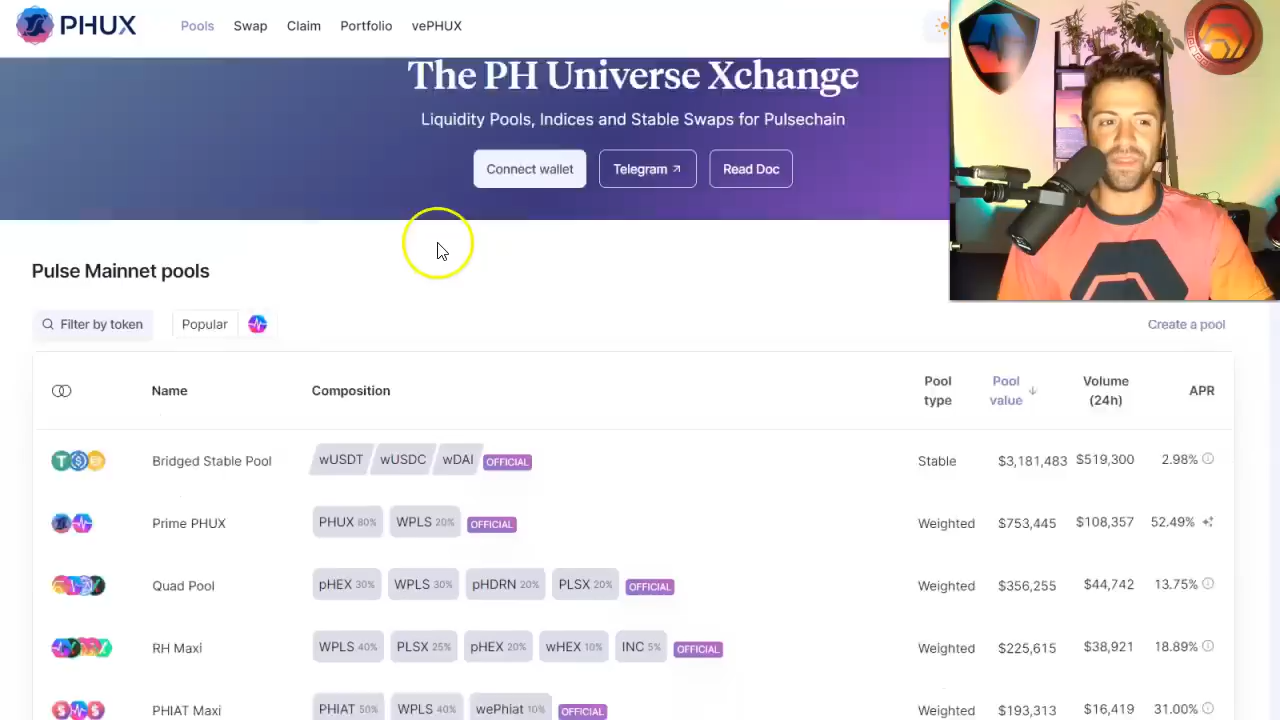 PHUX
Pools Swap Claim Portfolio vePHUX
The PH Universe Xchange
Liquidity Pools, Indices and Stable Swaps for Pulsechain
Connect wallet Telegram ↗ Read Doc
Pulse Mainnet pools
Filter by token Popular Create a pool
Name Composition Pool type Pool value ↓ Volume (24h) APR
Bridged Stable Pool wUSDT wUSDC wDAI OFFICIAL Stable $3,181,483 $519,300 2.98%
Prime PHUX PHUX 80% WPLS 20% OFFICIAL Weighted $753,445 $108,357 52.49%
Quad Pool pHEX 30% WPLS 30% pHDRN 20% PLSX 20% OFFICIAL Weighted $356,255 $44,742 13.75%
RH Maxi WPLS 40% PLSX 25% pHEX 20% wHEX 10% INC 5% OFFICIAL Weighted $225,615 $38,921 18.89%
PHIAT Maxi PHIAT 50% WPLS 40% wePhiat 10% OFFICIAL Weighted $193,313 $16,419 31.00%